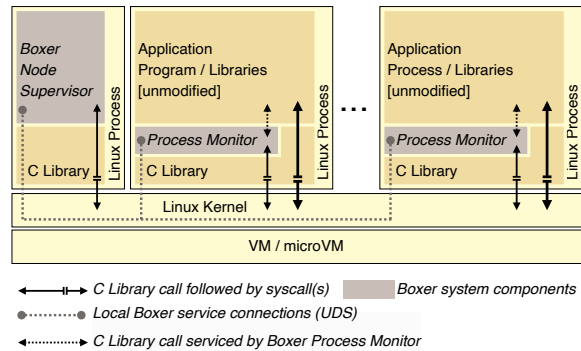 Boxer
Node
Supervisor
C Library
Linux Process
Application
Program / Libraries
[unmodified]
Process Monitor
C Library
Linux Process
...
Application
Process / Libraries
[unmodified]
Process Monitor
C Library
Linux Process
Linux Kernel
VM / microVM
C Library call followed by syscall(s)
Boxer system components
Local Boxer service connections (UDS)
C Library call serviced by Boxer Process Monitor